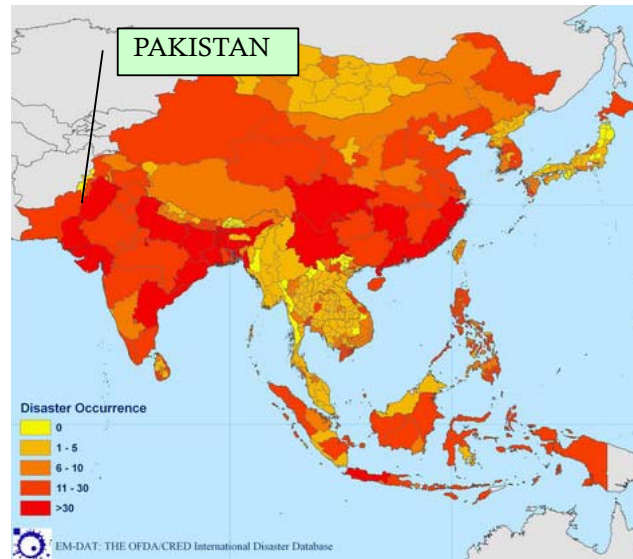 PAKISTAN
Disaster Occurrence
0
1 - 5
6 - 10
11 - 30
>30
EM-DAT: THE OFDA/CRED International Disaster Database